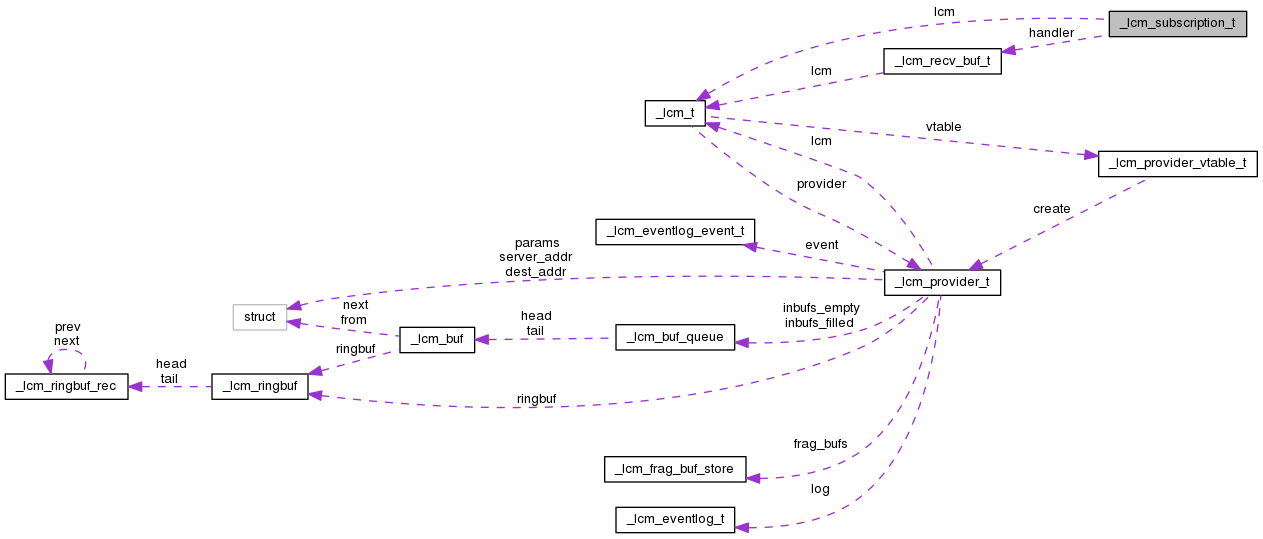 lcm
_lcm_subscription_t
handler
_lcm_recv_buf_t
lcm
_lcm_t
vtable
lcm
_lcm_provider_vtable_t
provider
create
_lcm_eventlog_event_t
event
params
server_addr
dest_addr
_lcm_provider_t
next
from
struct
inbufs_empty
inbufs_filled
head
tail
_lcm_buf_queue
_lcm_buf
prev
next
ringbuf
head
tail
_lcm_ringbuf_rec
_lcm_ringbuf
ringbuf
frag_bufs
_lcm_frag_buf_store
log
_lcm_eventlog_t